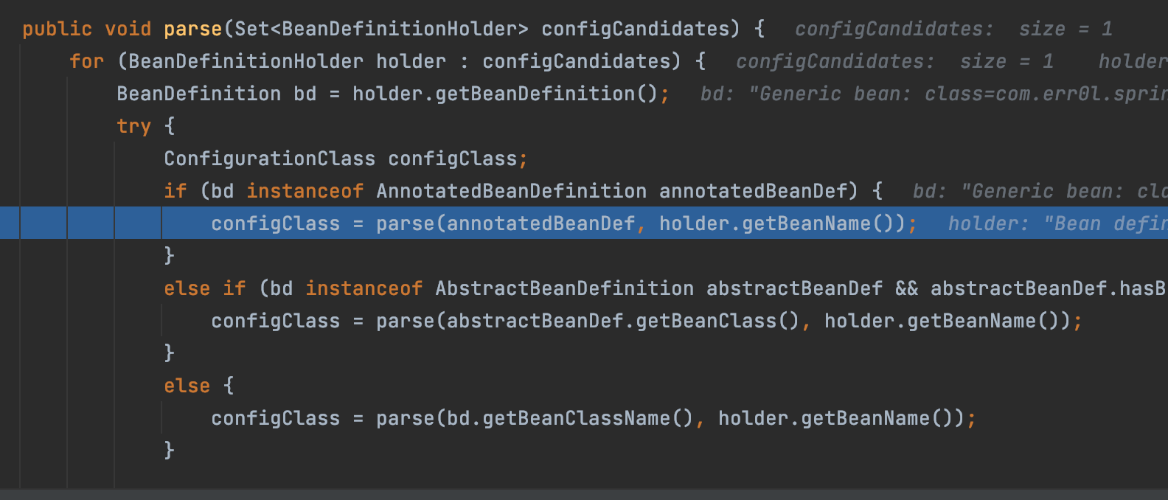 public void parse(Set<BeanDefinitionHolder> configCandidates) {   configCandidates:  size = 1
for (BeanDefinitionHolder holder : configCandidates) {   configCandidates:  size = 1    holder
BeanDefinition bd = holder.getBeanDefinition();   bd: "Generic bean: class=com.err0l.sprin
try {
ConfigurationClass configClass;
if (bd instanceof AnnotatedBeanDefinition annotatedBeanDef) {   bd: "Generic bean: cla
configClass = parse(annotatedBeanDef, holder.getBeanName());   holder: "Bean defin
}
else if (bd instanceof AbstractBeanDefinition abstractBeanDef && abstractBeanDef.hasB
configClass = parse(abstractBeanDef.getBeanClass(), holder.getBeanName());
}
else {
configClass = parse(bd.getBeanClassName(), holder.getBeanName());
}